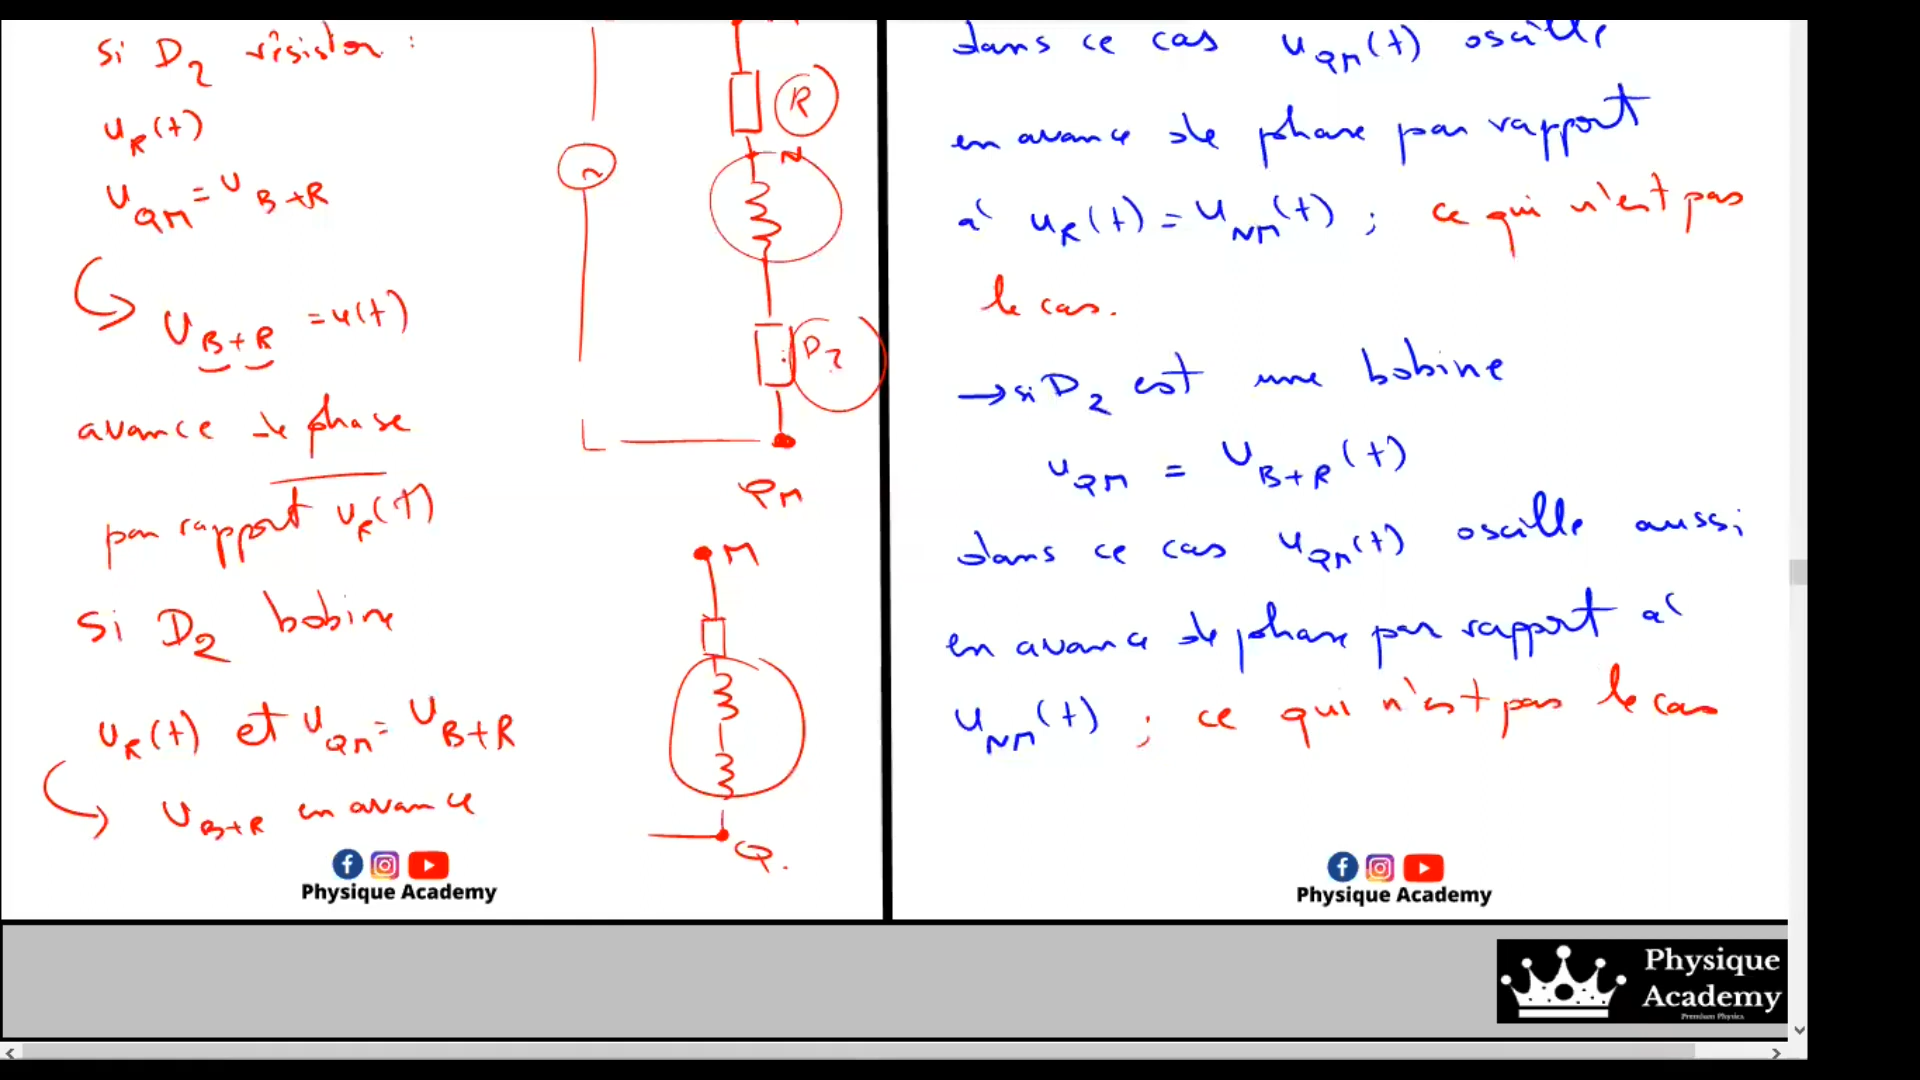 Si D2 résistor :
uR(t)
uQM = UB+R
UB+R = u(t)
avance de phase
par rapport uR(t)
Si D2 bobine
uR(t) et uQM = UB+R
UB+R en avance
R
N
D2
QM
M
Q.
Physique Academy
dans ce cas uQM(t) oscille
en avance de phase par rapport
à uR(t) = uNM(t) ; ce qui n'est pas
le cas.
→ si D2 est une bobine
uQM = UB+R(t)
dans ce cas uQM(t) oscille aussi
en avance de phase par rapport à
uNM(t) ; ce qui n'est pas le cas
Physique Academy
Physique
Academy
Premium Physics